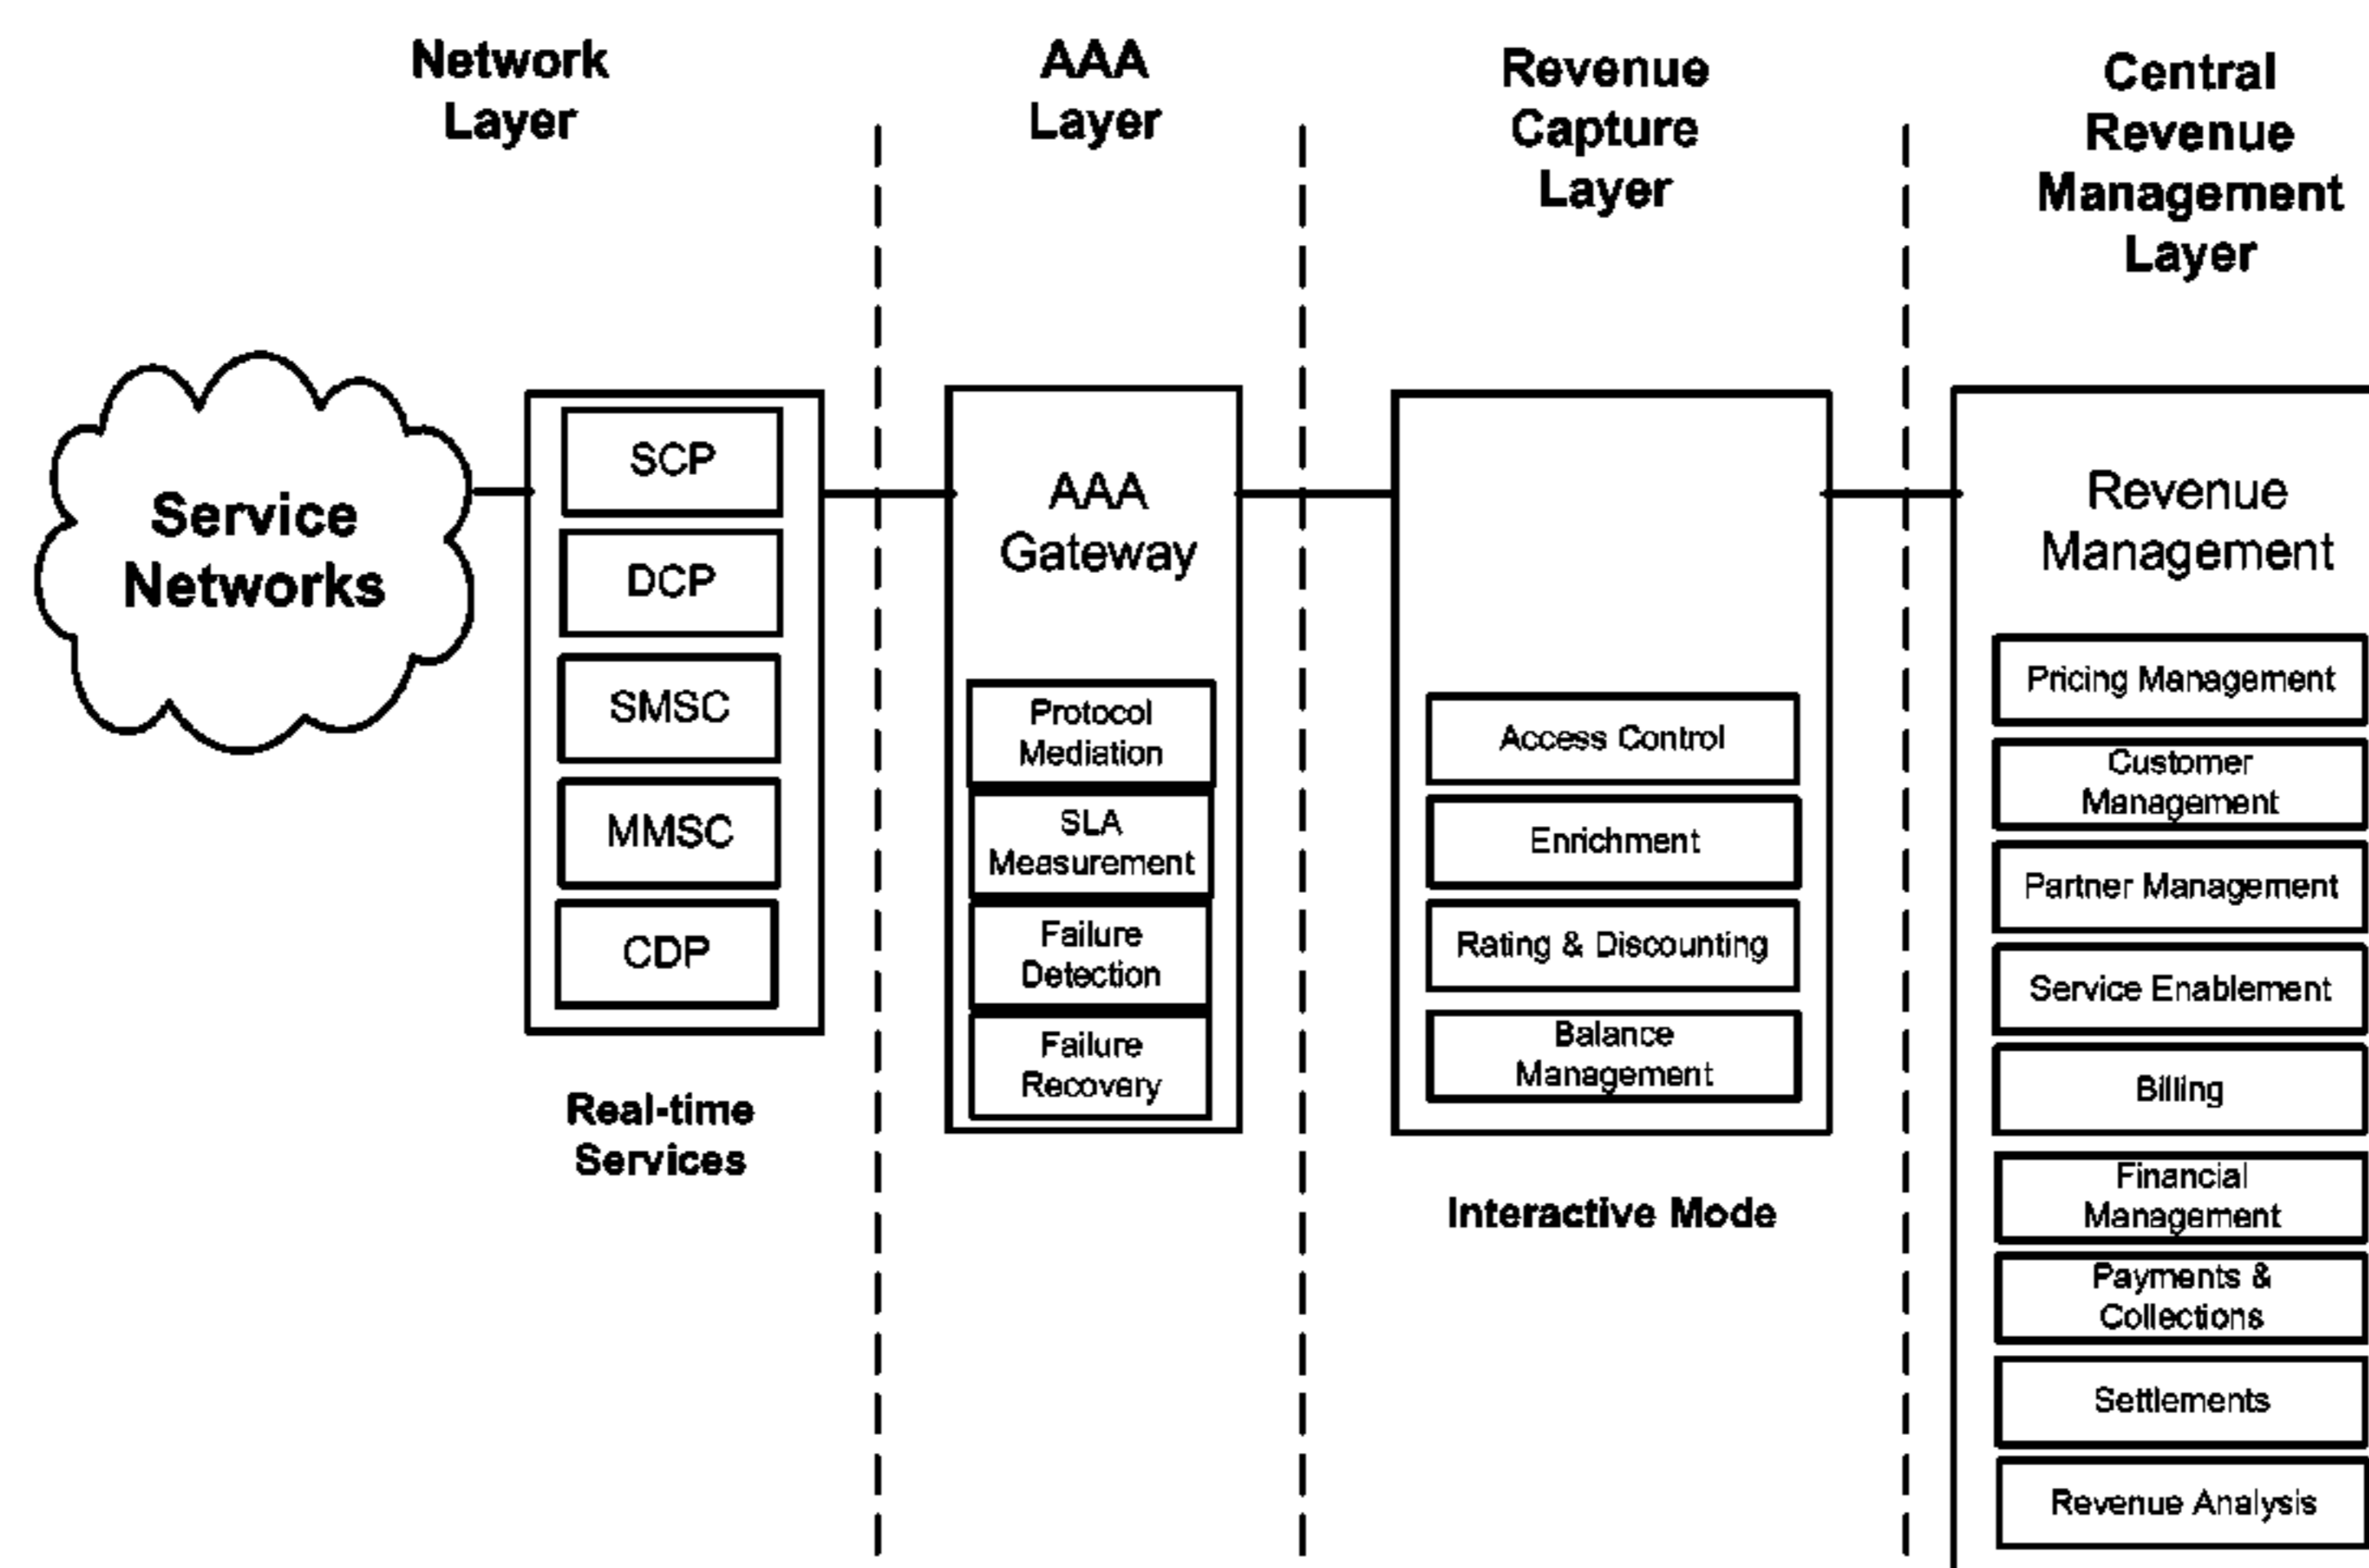 Network
Layer
AAA
Layer
Revenue
Capture
Layer
Central
Revenue
Management
Layer
Service
Networks
SCP
DCP
SMSC
MMSC
CDP
Real-time
Services
AAA
Gateway
Protocol
Mediation
SLA
Measurement
Failure
Detection
Failure
Recovery
Access Control
Enrichment
Rating & Discounting
Balance
Management
Interactive Mode
Revenue
Management
Pricing Management
Customer
Management
Partner Management
Service Enablement
Billing
Financial
Management
Payments &
Collections
Settlements
Revenue Analysis